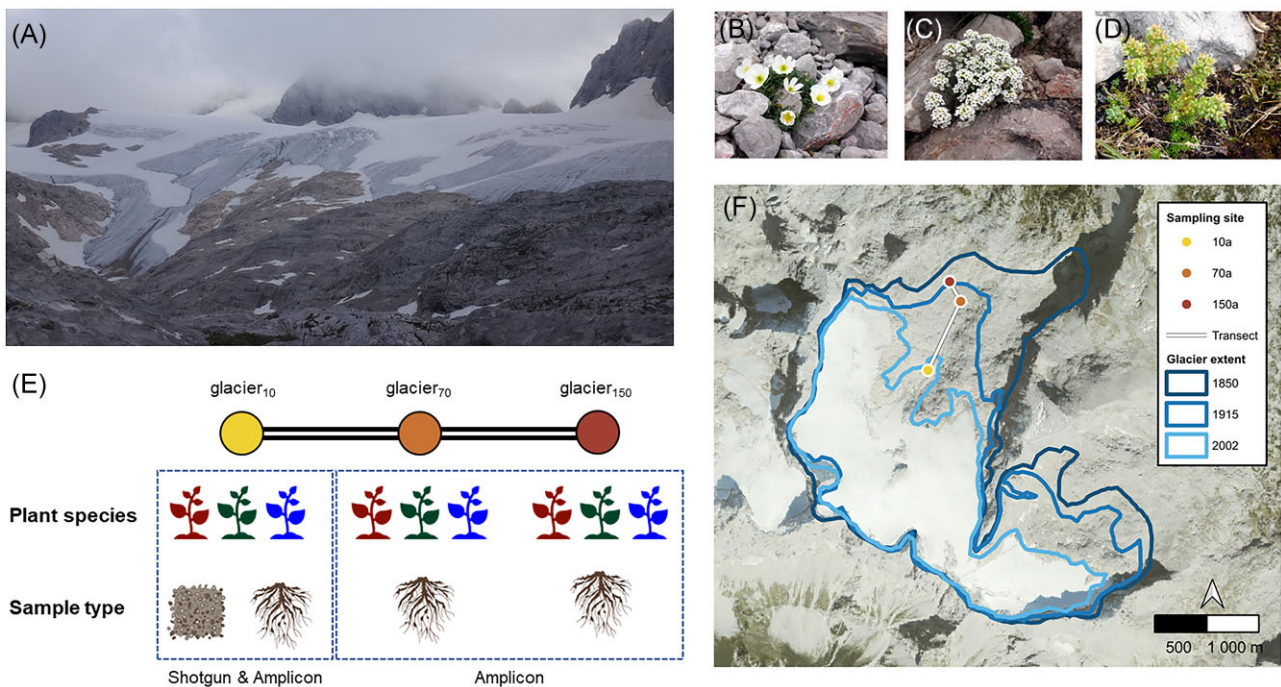 (A)
(B)
(C)
(D)
(E)
glacier10
glacier70
glacier150
Plant species
Sample type
Shotgun & Amplicon
Amplicon
(F)
Sampling site
10a
70a
150a
Transect
Glacier extent
1850
1915
2002
500 1 000 m